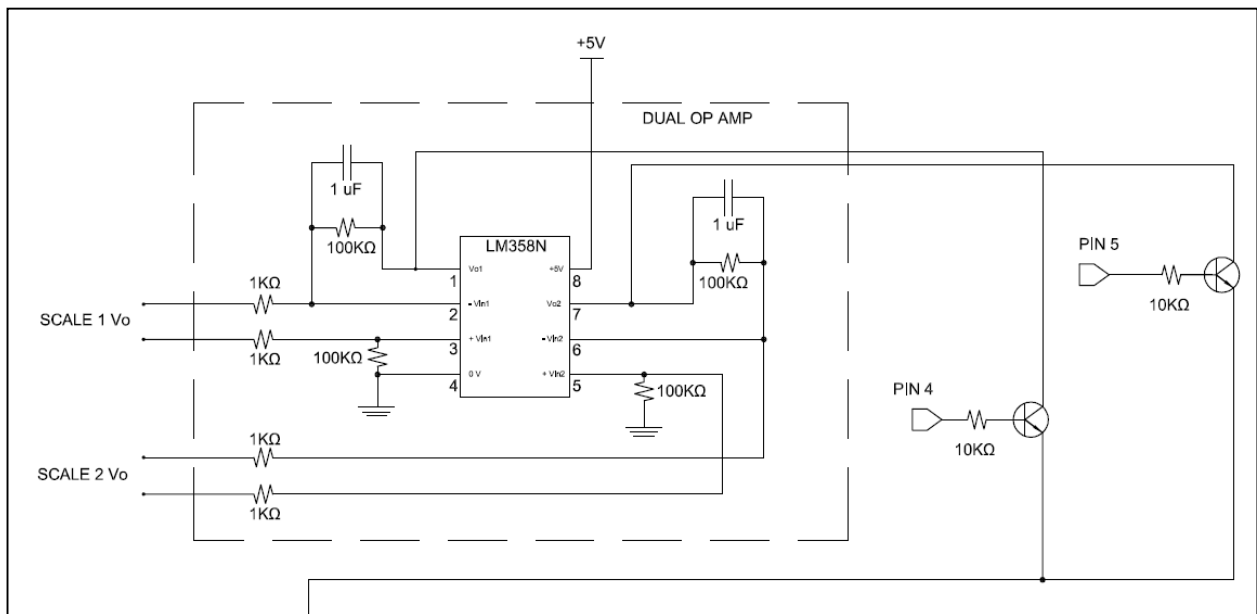 +5V
DUAL OP AMP
1 uF
100KΩ
LM358N
1 uF
100KΩ
Vo1
+5V
1
8
1KΩ
- Vin1
Vo2
2
7
SCALE 1 Vo
+ Vin1
- Vin2
3
6
1KΩ
100KΩ
0 V
+ Vin2
4
5
100KΩ
PIN 5
10KΩ
PIN 4
10KΩ
1KΩ
SCALE 2 Vo
1KΩ